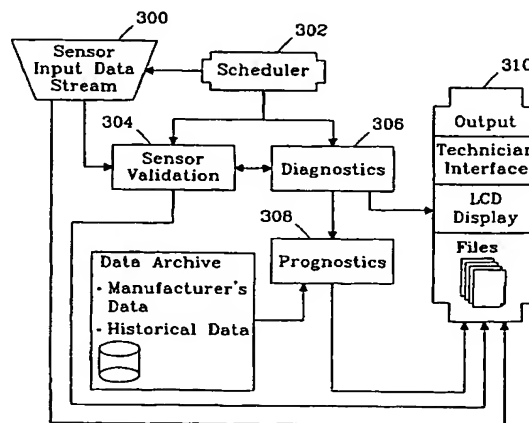 300
Sensor
Input Data
Stream
302
Scheduler
310
Output
Technician
Interface
LCD
Display
Files
304
Sensor
Validation
306
Diagnostics
308
Prognostics
Data Archive
- Manufacturer's
Data
- Historical Data